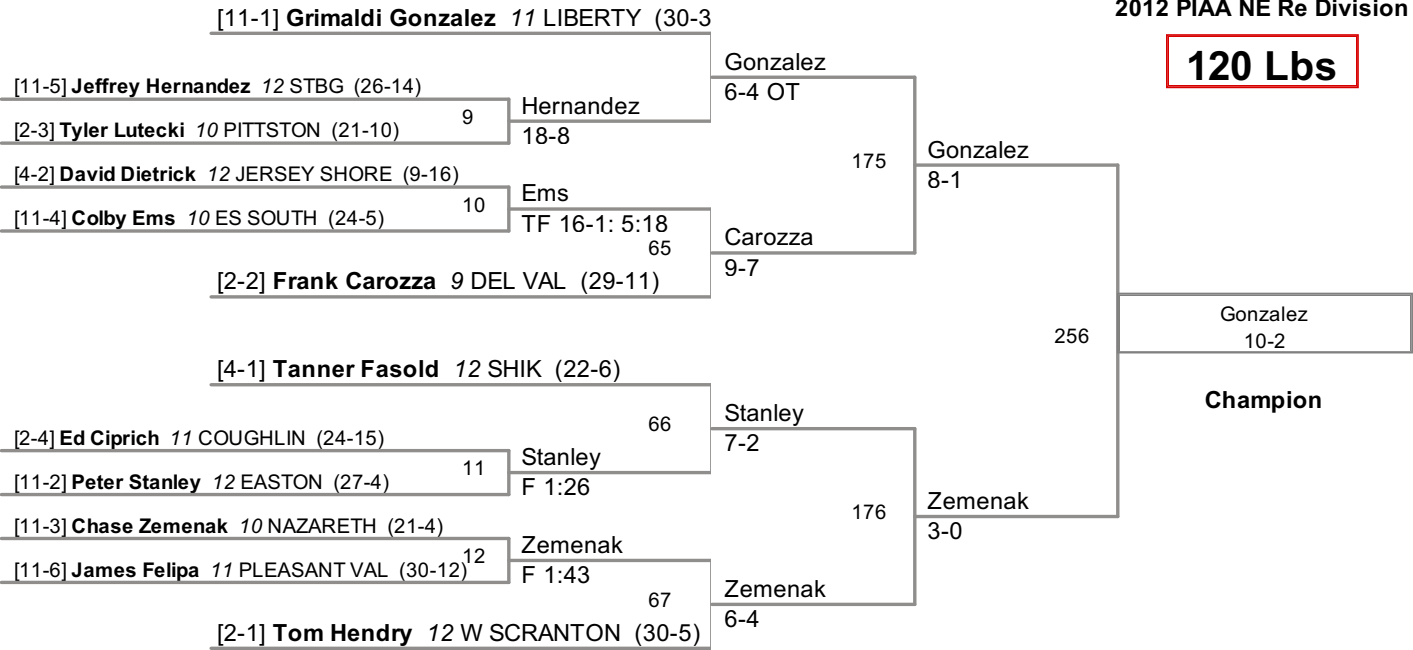 2012 PIAA NE Re Division
120 Lbs
[11-1] Grimaldi Gonzalez 11 LIBERTY (30-3
Gonzalez
6-4 OT
[11-5] Jeffrey Hernandez 12 STBG (26-14)
9
Hernandez
18-8
[2-3] Tyler Lutecki 10 PITTSTON (21-10)
175
Gonzalez
8-1
[4-2] David Dietrick 12 JERSEY SHORE (9-16)
10
Ems
TF 16-1: 5:18
[11-4] Colby Ems 10 ES SOUTH (24-5)
65
Carozza
9-7
[2-2] Frank Carozza 9 DEL VAL (29-11)
256
Gonzalez
10-2
Champion
[4-1] Tanner Fasold 12 SHIK (22-6)
66
Stanley
7-2
[2-4] Ed Ciprich 11 COUGHLIN (24-15)
11
Stanley
F 1:26
[11-2] Peter Stanley 12 EASTON (27-4)
176
Zemenak
3-0
[11-3] Chase Zemenak 10 NAZARETH (21-4)
12
Zemenak
F 1:43
[11-6] James Felipa 11 PLEASANT VAL (30-12)
67
Zemenak
6-4
[2-1] Tom Hendry 12 W SCRANTON (30-5)